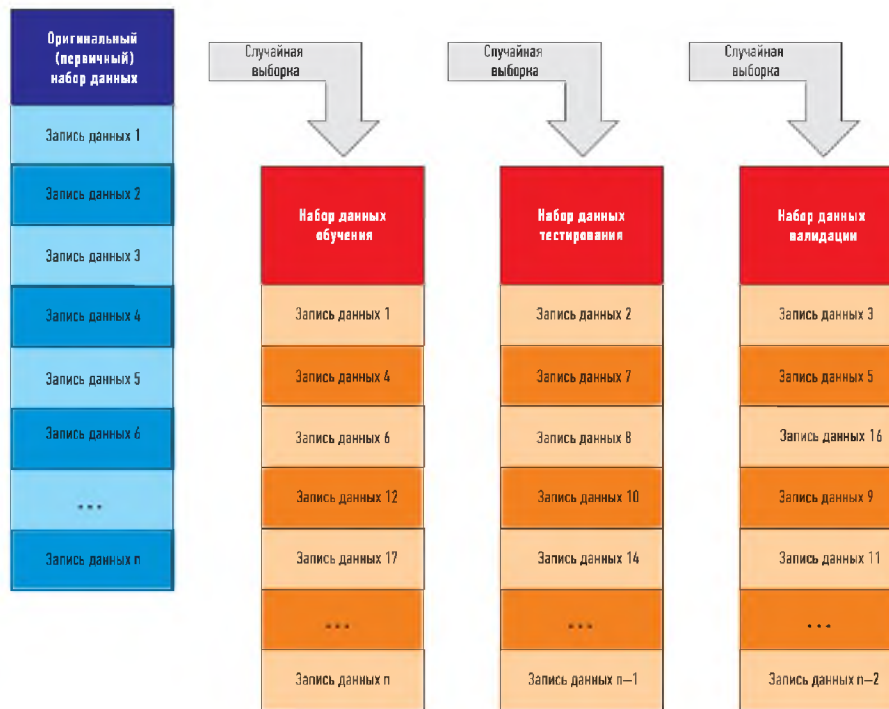 Оригинальный
(первичный)
набор данных
Запись данных 1
Запись данных 2
Запись данных 3
Запись данных 4
Запись данных 5
Запись данных 6
...
Запись данных n
Случайная
выборка
Набор данных
обучения
Запись данных 1
Запись данных 4
Запись данных 6
Запись данных 12
Запись данных 17
...
Запись данных n
Случайная
выборка
Набор данных
тестирования
Запись данных 2
Запись данных 7
Запись данных 8
Запись данных 10
Запись данных 14
...
Запись данных n–1
Случайная
выборка
Набор данных
валидации
Запись данных 3
Запись данных 5
Запись данных 16
Запись данных 9
Запись данных 11
...
Запись данных n–2